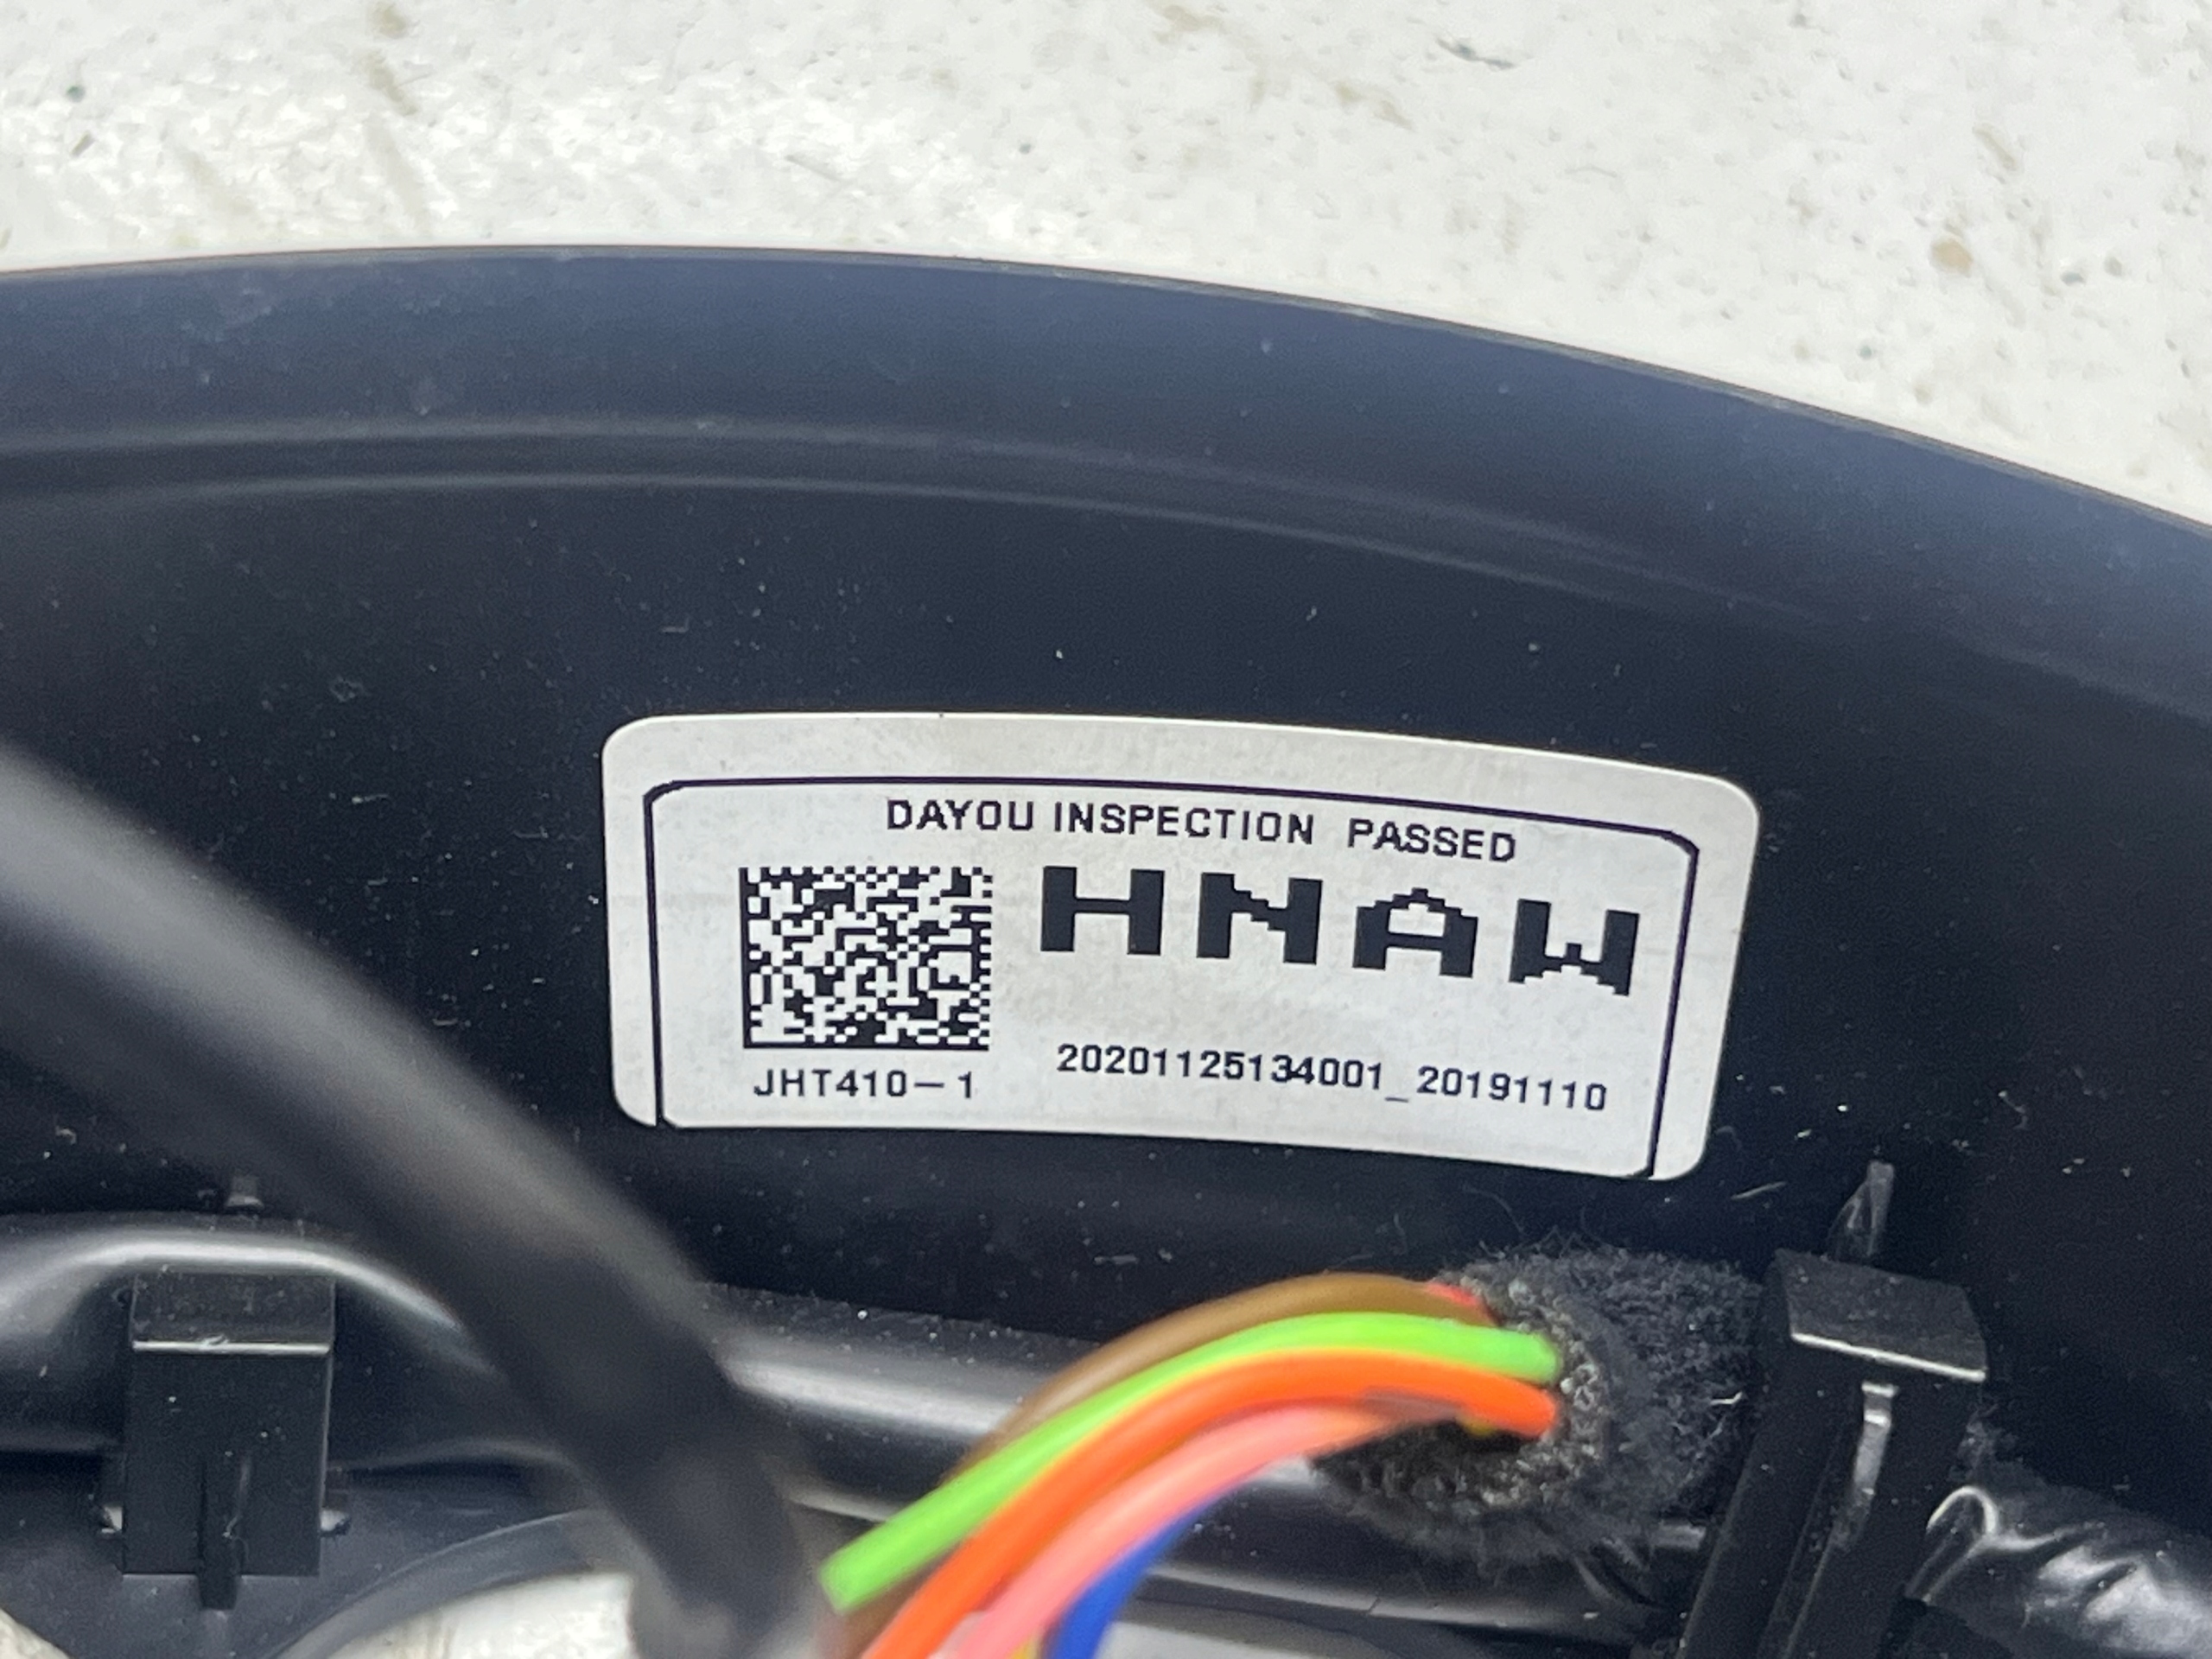 DAYOU INSPECTION PASSED
HNAW
JHT410-1
20201125134001_20191110